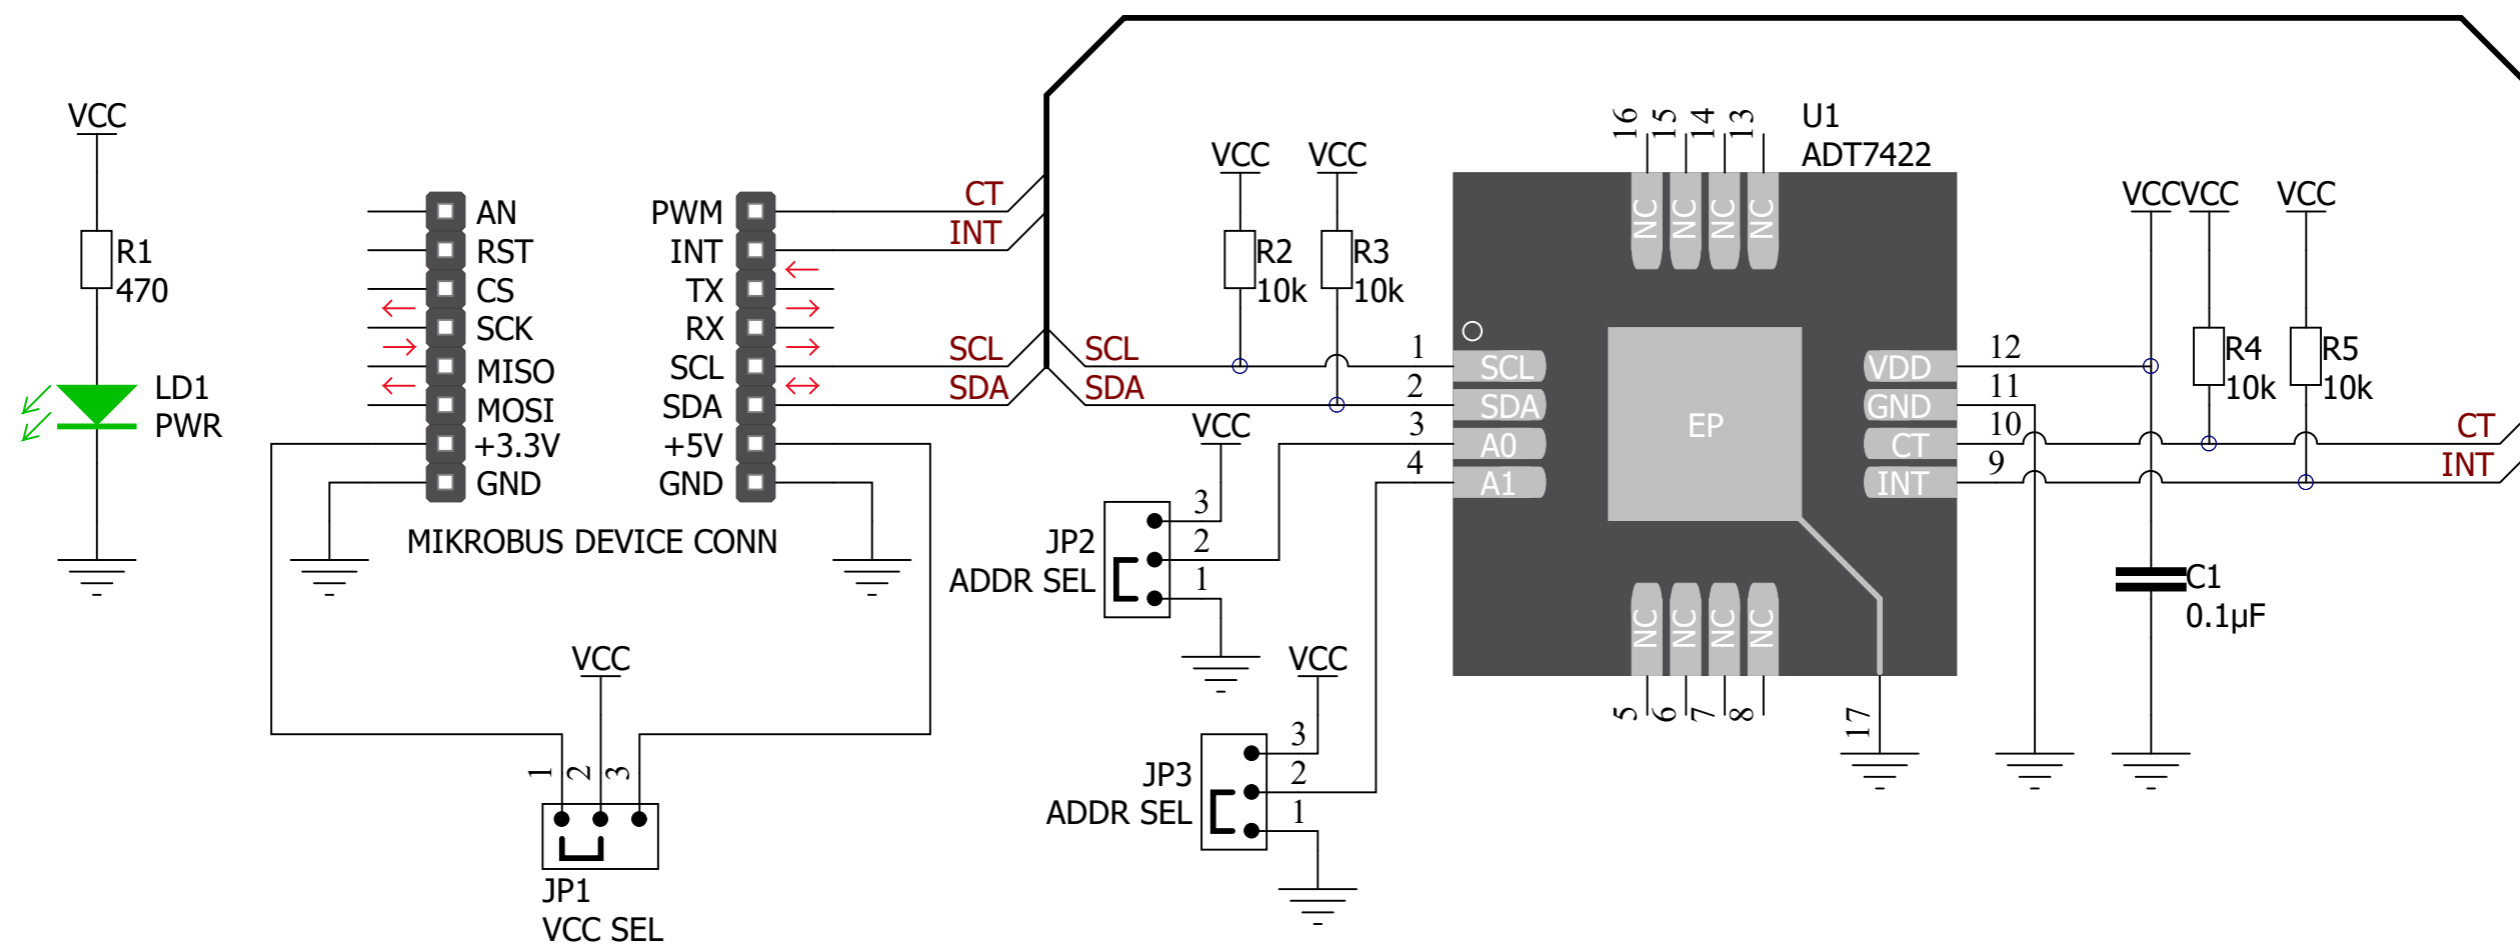 VCC
R1
470
LD1
PWR
AN
RST
CS
SCK
MISO
MOSI
+3.3V
GND
PWM
INT
TX
RX
SCL
SDA
+5V
GND
MIKROBUS DEVICE CONN
CT
INT
SCL
SDA
VCC
1
2
3
JP1
VCC SEL
SCL
SDA
VCC
R2
10k
VCC
R3
10k
VCC
3
2
1
JP2
ADDR SEL
VCC
3
2
1
JP3
ADDR SEL
U1
ADT7422
16
15
14
13
NC
NC
NC
NC
1
SCL
2
SDA
3
A0
4
A1
EP
VDD
12
GND
11
CT
10
INT
9
NC
NC
NC
NC
5
6
7
8
17
VCC
VCC
VCC
R4
10k
R5
10k
CT
INT
C1
0.1µF